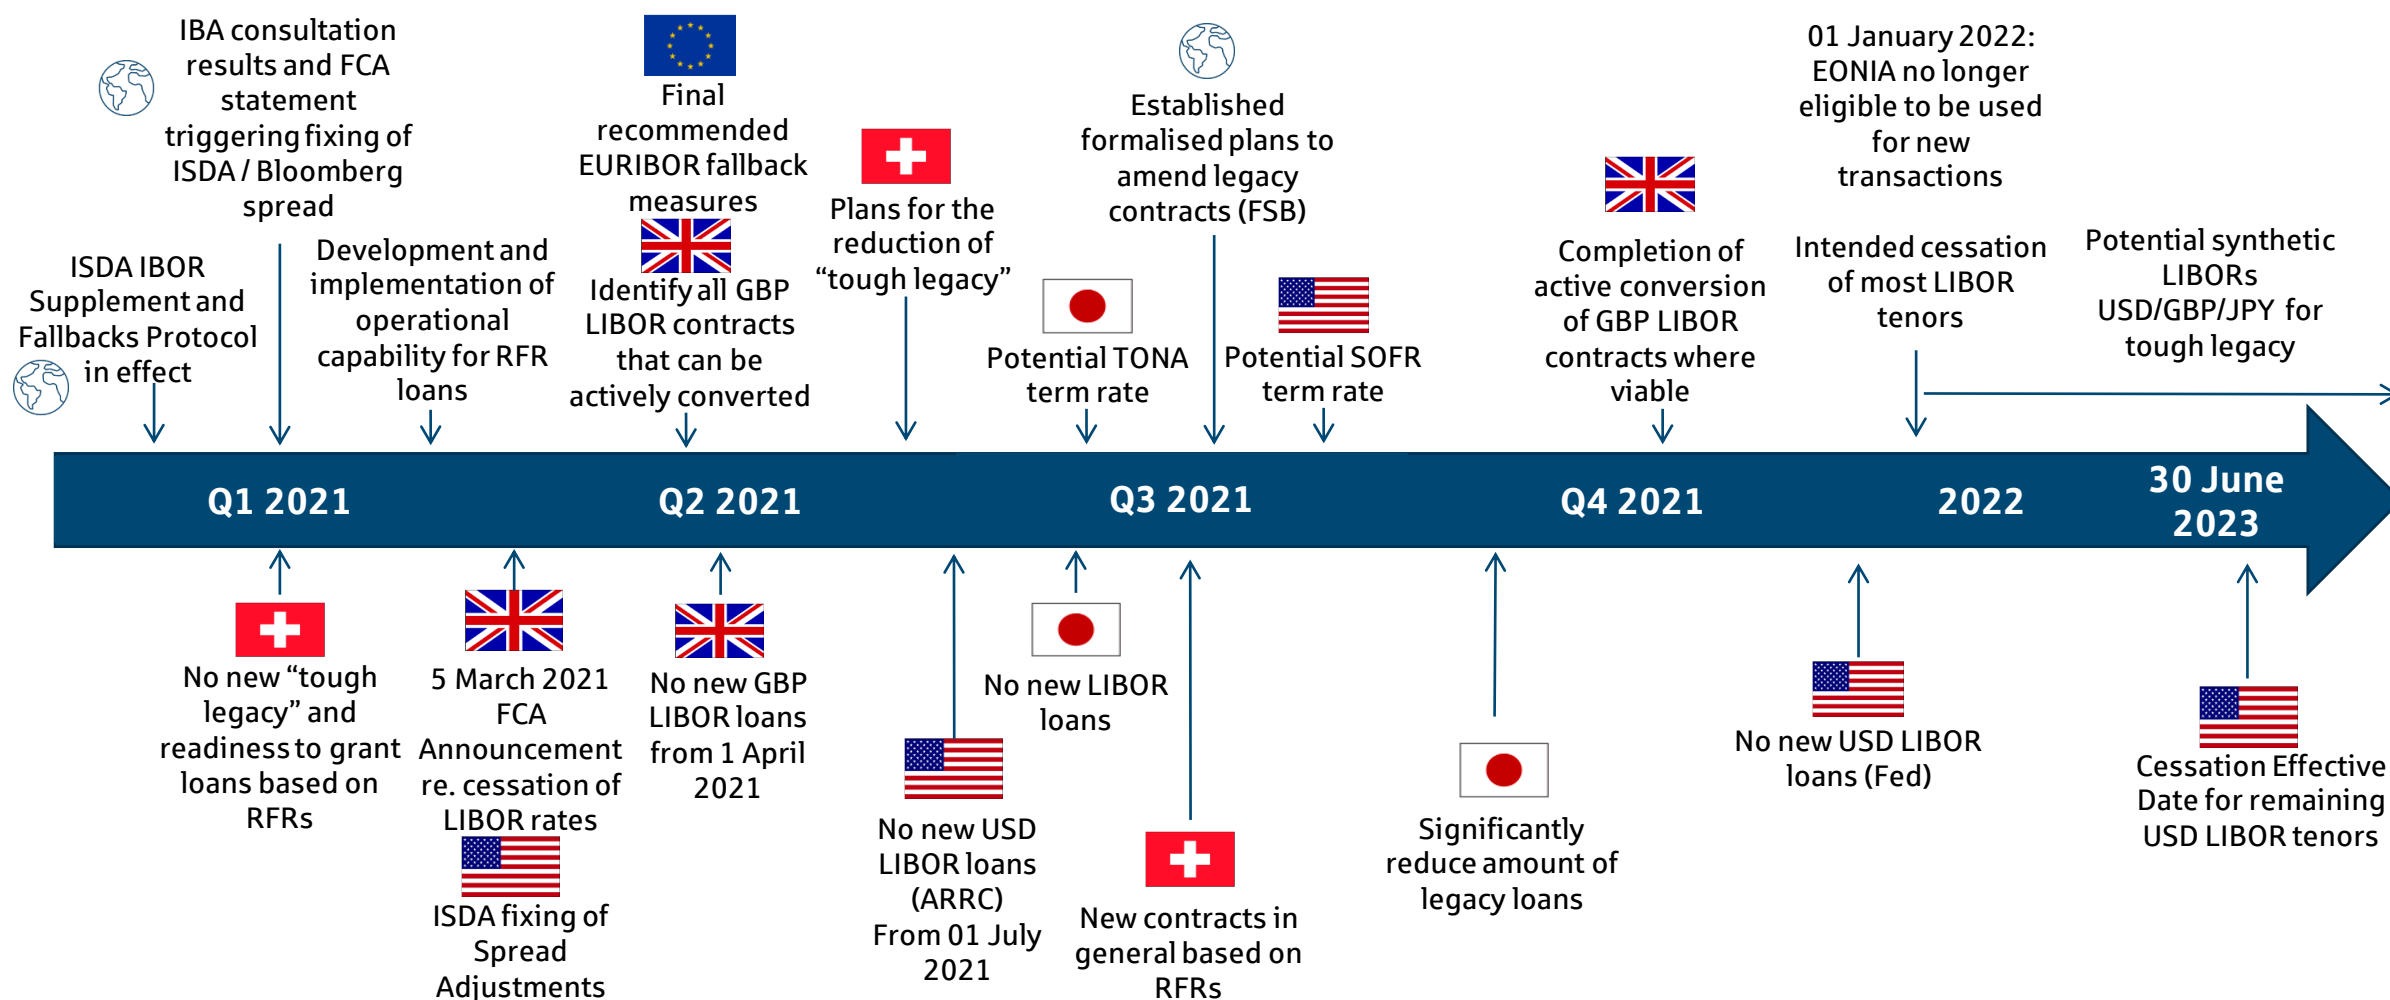 IBA consultation
results and FCA
statement
triggering fixing of
ISDA / Bloomberg
spread
ISDA IBOR
Supplement and
Fallbacks Protocol
in effect
Development and
implementation of
operational
capability for RFR
loans
Final
recommended
EURIBOR fallback
measures
Identify all GBP
LIBOR contracts
that can be
actively converted
Plans for the
reduction of
“tough legacy”
Potential TONA
term rate
Established
formalised plans to
amend legacy
contracts (FSB)
Potential SOFR
term rate
Completion of
active conversion
of GBP LIBOR
contracts where
viable
01 January 2022:
EONIA no longer
eligible to be used
for new
transactions
Intended cessation
of most LIBOR
tenors
Potential synthetic
LIBORs
USD/GBP/JPY for
tough legacy
Q1 2021
Q2 2021
Q3 2021
Q4 2021
2022
30 June
2023
No new “tough
legacy” and
readiness to grant
loans based on
RFRs
5 March 2021
FCA
Announcement
re. cessation of
LIBOR rates
ISDA fixing of
Spread
Adjustments
No new GBP
LIBOR loans
from 1 April
2021
No new USD
LIBOR loans
(ARRC)
From 01 July
2021
No new LIBOR
loans
New contracts in
general based on
RFRs
Significantly
reduce amount of
legacy loans
No new USD LIBOR
loans (Fed)
Cessation Effective
Date for remaining
USD LIBOR tenors